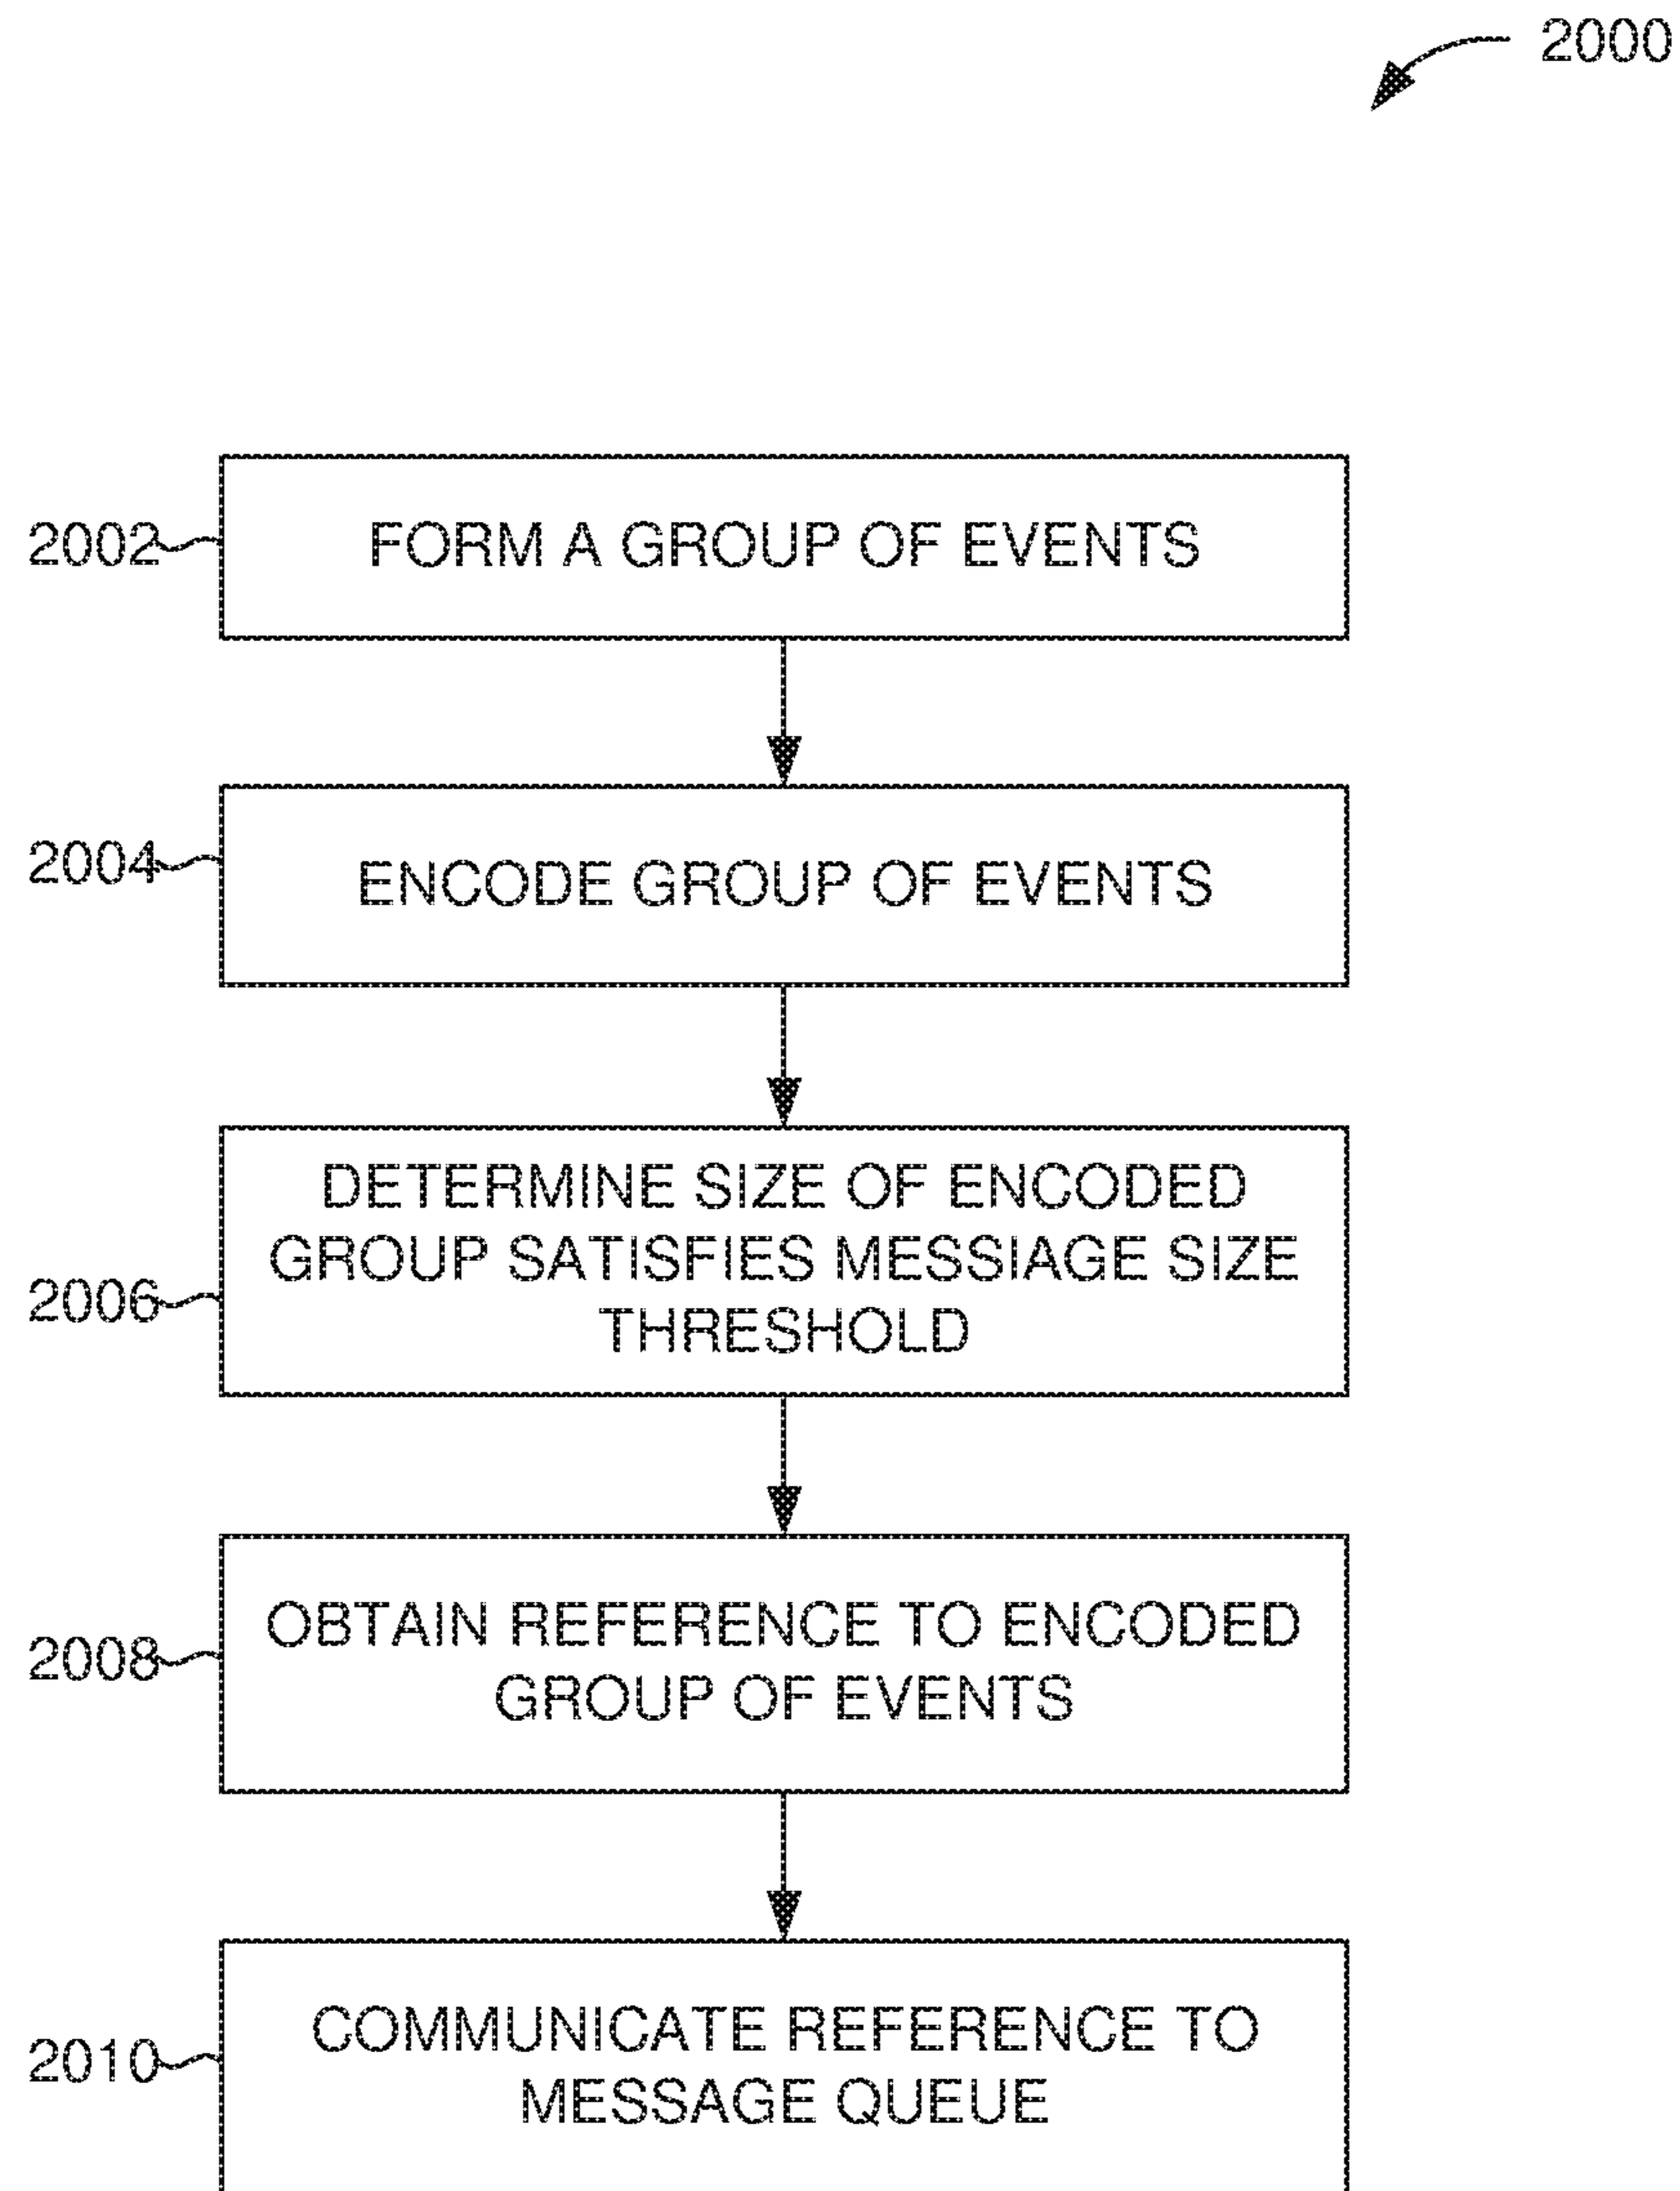 2000
2002
FORM A GROUP OF EVENTS
2004
ENCODE GROUP OF EVENTS
2006
DETERMINE SIZE OF ENCODED
GROUP SATISFIES MESSIAGE SIZE
THRESHOLD
2008
OBTAIN REFERENCE TO ENCODED
GROUP OF EVENTS
2010
COMMUNICATE REFERENCE TO
MESSAGE QUEUE